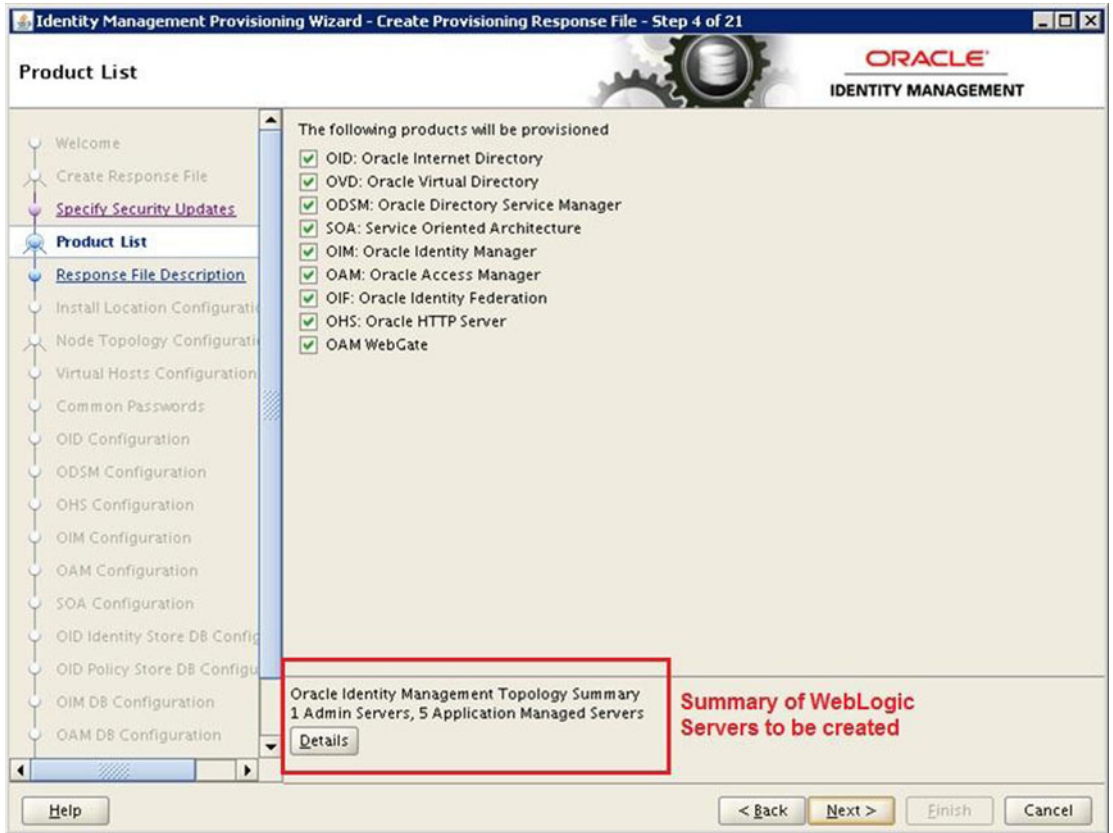 Identity Management Provisioning Wizard - Create Provisioning Response File - Step 4 of 21
Product List
ORACLE
IDENTITY MANAGEMENT
Welcome
Create Response File
Specify Security Updates
Product List
Response File Description
Install Location Configuratio
Node Topology Configurati
Virtual Hosts Configuration
Common Passwords
OID Configuration
ODSM Configuration
OHS Configuration
OIM Configuration
OAM Configuration
SOA Configuration
OID Identity Store DB Config
OID Policy Store DB Configu
OIM DB Configuration
OAM DB Configuration
The following products will be provisioned
OID: Oracle Internet Directory
OVD: Oracle Virtual Directory
ODSM: Oracle Directory Service Manager
SOA: Service Oriented Architecture
OIM: Oracle Identity Manager
OAM: Oracle Access Manager
OIF: Oracle Identity Federation
OHS: Oracle HTTP Server
OAM WebGate
Oracle Identity Management Topology Summary
1 Admin Servers, 5 Application Managed Servers
Details
Summary of WebLogic
Servers to be created
Help
< Back
Next >
Finish
Cancel